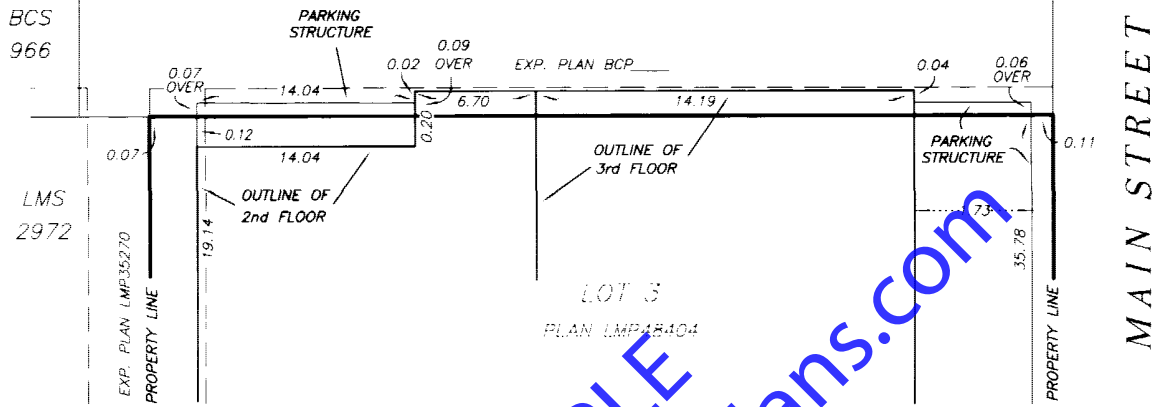 BCS
966
PARKING
STRUCTURE
0.07
OVER
14.04
0.02
0.09
OVER
EXP. PLAN BCP____
0.04
0.06
OVER
6.70
14.19
0.20
0.12
0.07
14.04
OUTLINE OF
3rd FLOOR
PARKING
STRUCTURE
0.11
LMS
2972
OUTLINE OF
2nd FLOOR
19.14
1.73
35.78
LOT 3
PLAN LMP48404
EXP. PLAN LMP35270
PROPERTY LINE
PROPERTY LINE
MAIN STREET